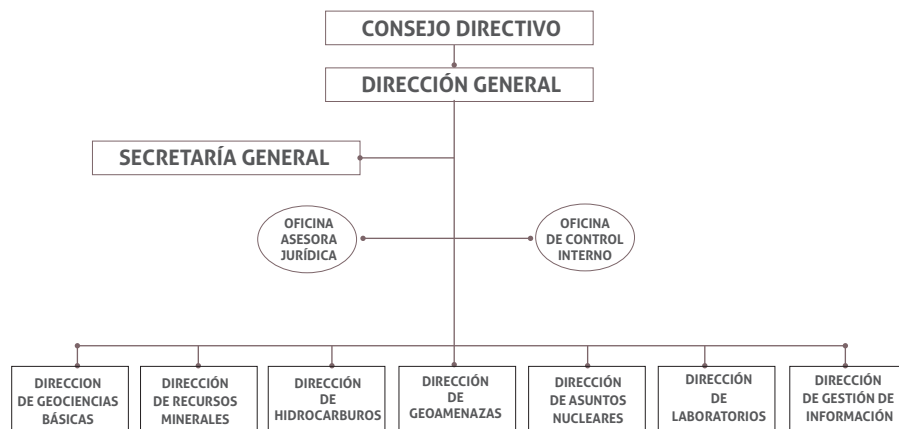 CONSEJO DIRECTIVO
DIRECCIÓN GENERAL
SECRETARÍA GENERAL
OFICINA
ASESORA
JURÍDICA
OFICINA
DE CONTROL
INTERNO
DIRECCION
DE GEOCIENCIAS
BÁSICAS
DIRECCIÓN
DE RECURSOS
MINERALES
DIRECCIÓN
DE
HIDROCARBUROS
DIRECCIÓN
DE
GEOAMENAZAS
DIRECCIÓN
DE ASUNTOS
NUCLEARES
DIRECCIÓN
DE
LABORATORIOS
DIRECCIÓN
DE GESTIÓN DE
INFORMACIÓN